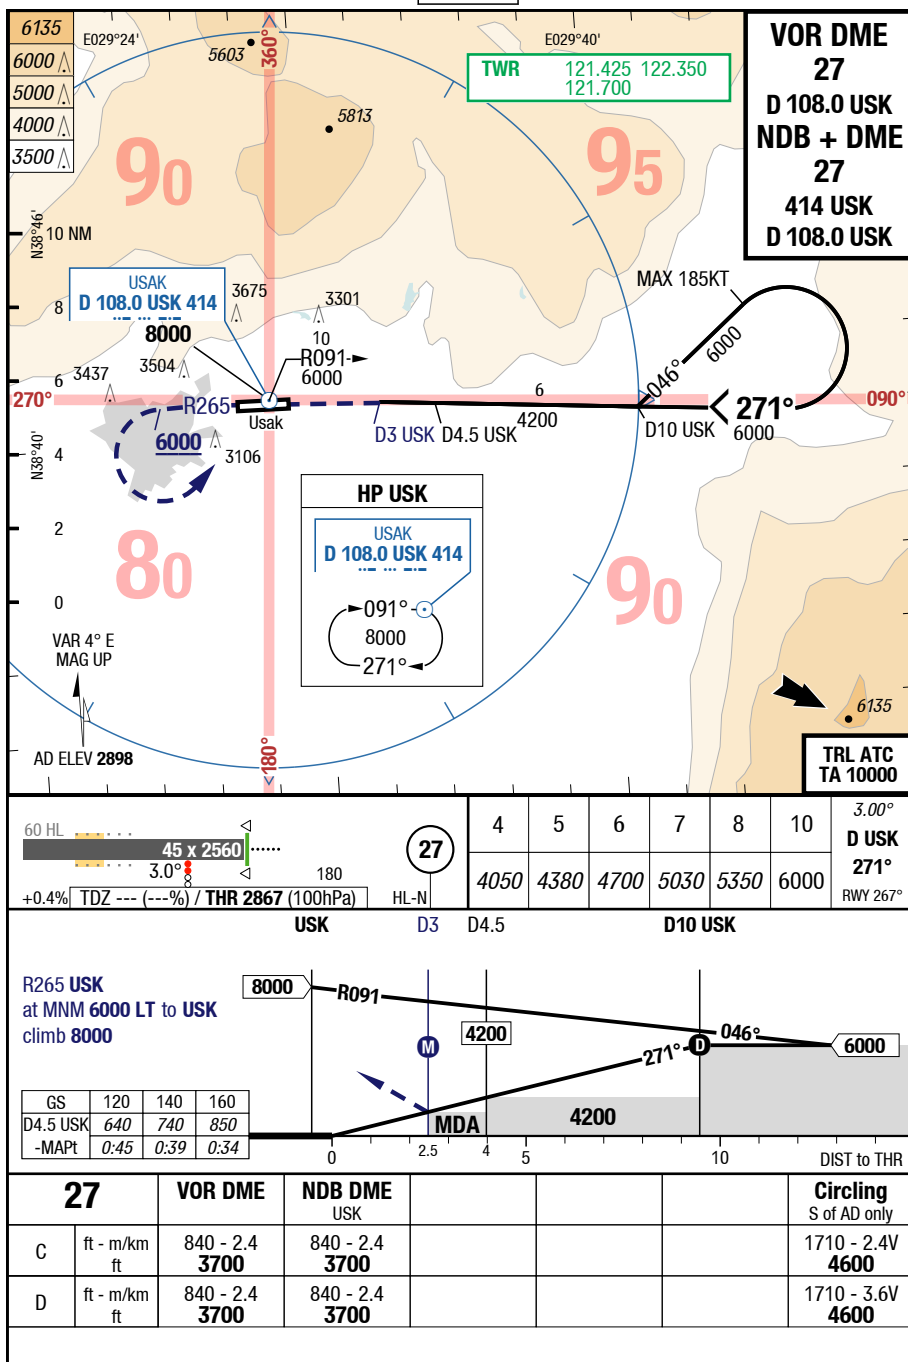 6135
6000
5000
4000
3500
E029°24'
5603
360°
E029°40'
TWR 121.425 122.350
121.700
VOR DME
27
D 108.0 USK
NDB + DME
27
414 USK
D 108.0 USK
5813
90
95
N38°46'
10 NM
8
6
4
2
0
USAK
D 108.0 USK 414
8000
3675
3301
10
R091
6000
3504
3437
MAX 185KT
6000
046°
270°
R265
Usak
6
4200
271°
6000
090°
D3 USK
D4.5 USK
D10 USK
6000
3106
N38°40'
HP USK
USAK
D 108.0 USK 414
091°
8000
271°
80
90
VAR 4° E
MAG UP
AD ELEV 2898
180°
6135
TRL ATC
TA 10000
60 HL
45 x 2560
3.0°
180
+0.4%
TDZ --- (---%) / THR 2867 (100hPa)
HL-N
27
4 5 6 7 8 10
4050 4380 4700 5030 5350 6000
3.00°
D USK
271°
RWY 267°
USK D3 D4.5 D10 USK
R265 USK
at MNM 6000 LT to USK
climb 8000
8000
R091
4200
M
271°
D
046°
6000
MDA
4200
GS 120 140 160
D4.5 USK 640 740 850
-MAPt 0:45 0:39 0:34
0 2.5 4 5 10 DIST to THR
27 VOR DME NDB DME Circling
USK S of AD only
C ft - m/km 840 - 2.4 840 - 2.4 1710 - 2.4V
ft 3700 3700 4600
D ft - m/km 840 - 2.4 840 - 2.4 1710 - 3.6V
ft 3700 3700 4600